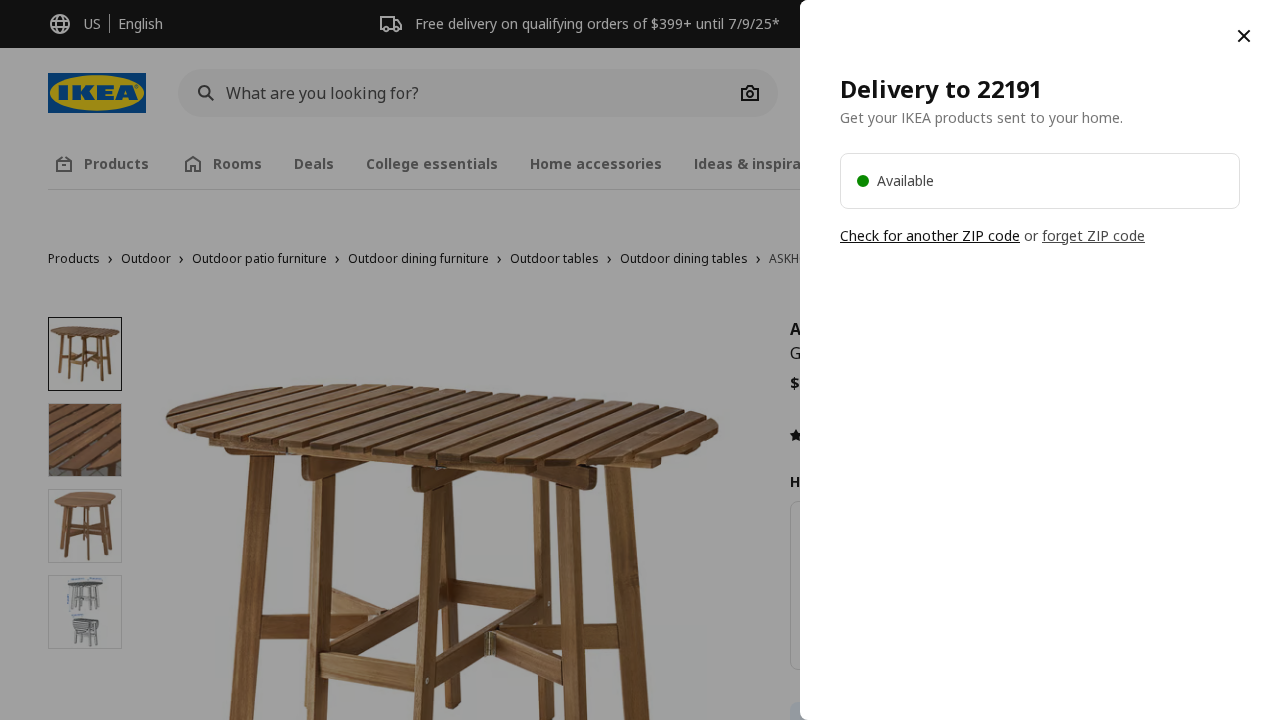 US
English
Free delivery on qualifying orders of $399+ until 7/9/25*
IKEA
What are you looking for?
Products
Rooms
Deals
College essentials
Home accessories
Ideas & inspira
Products › Outdoor › Outdoor patio furniture › Outdoor dining furniture › Outdoor tables › Outdoor dining tables › ASKH
A
G
$
H
Delivery to 22191
Get your IKEA products sent to your home.
Available
Check for another ZIP code or forget ZIP code